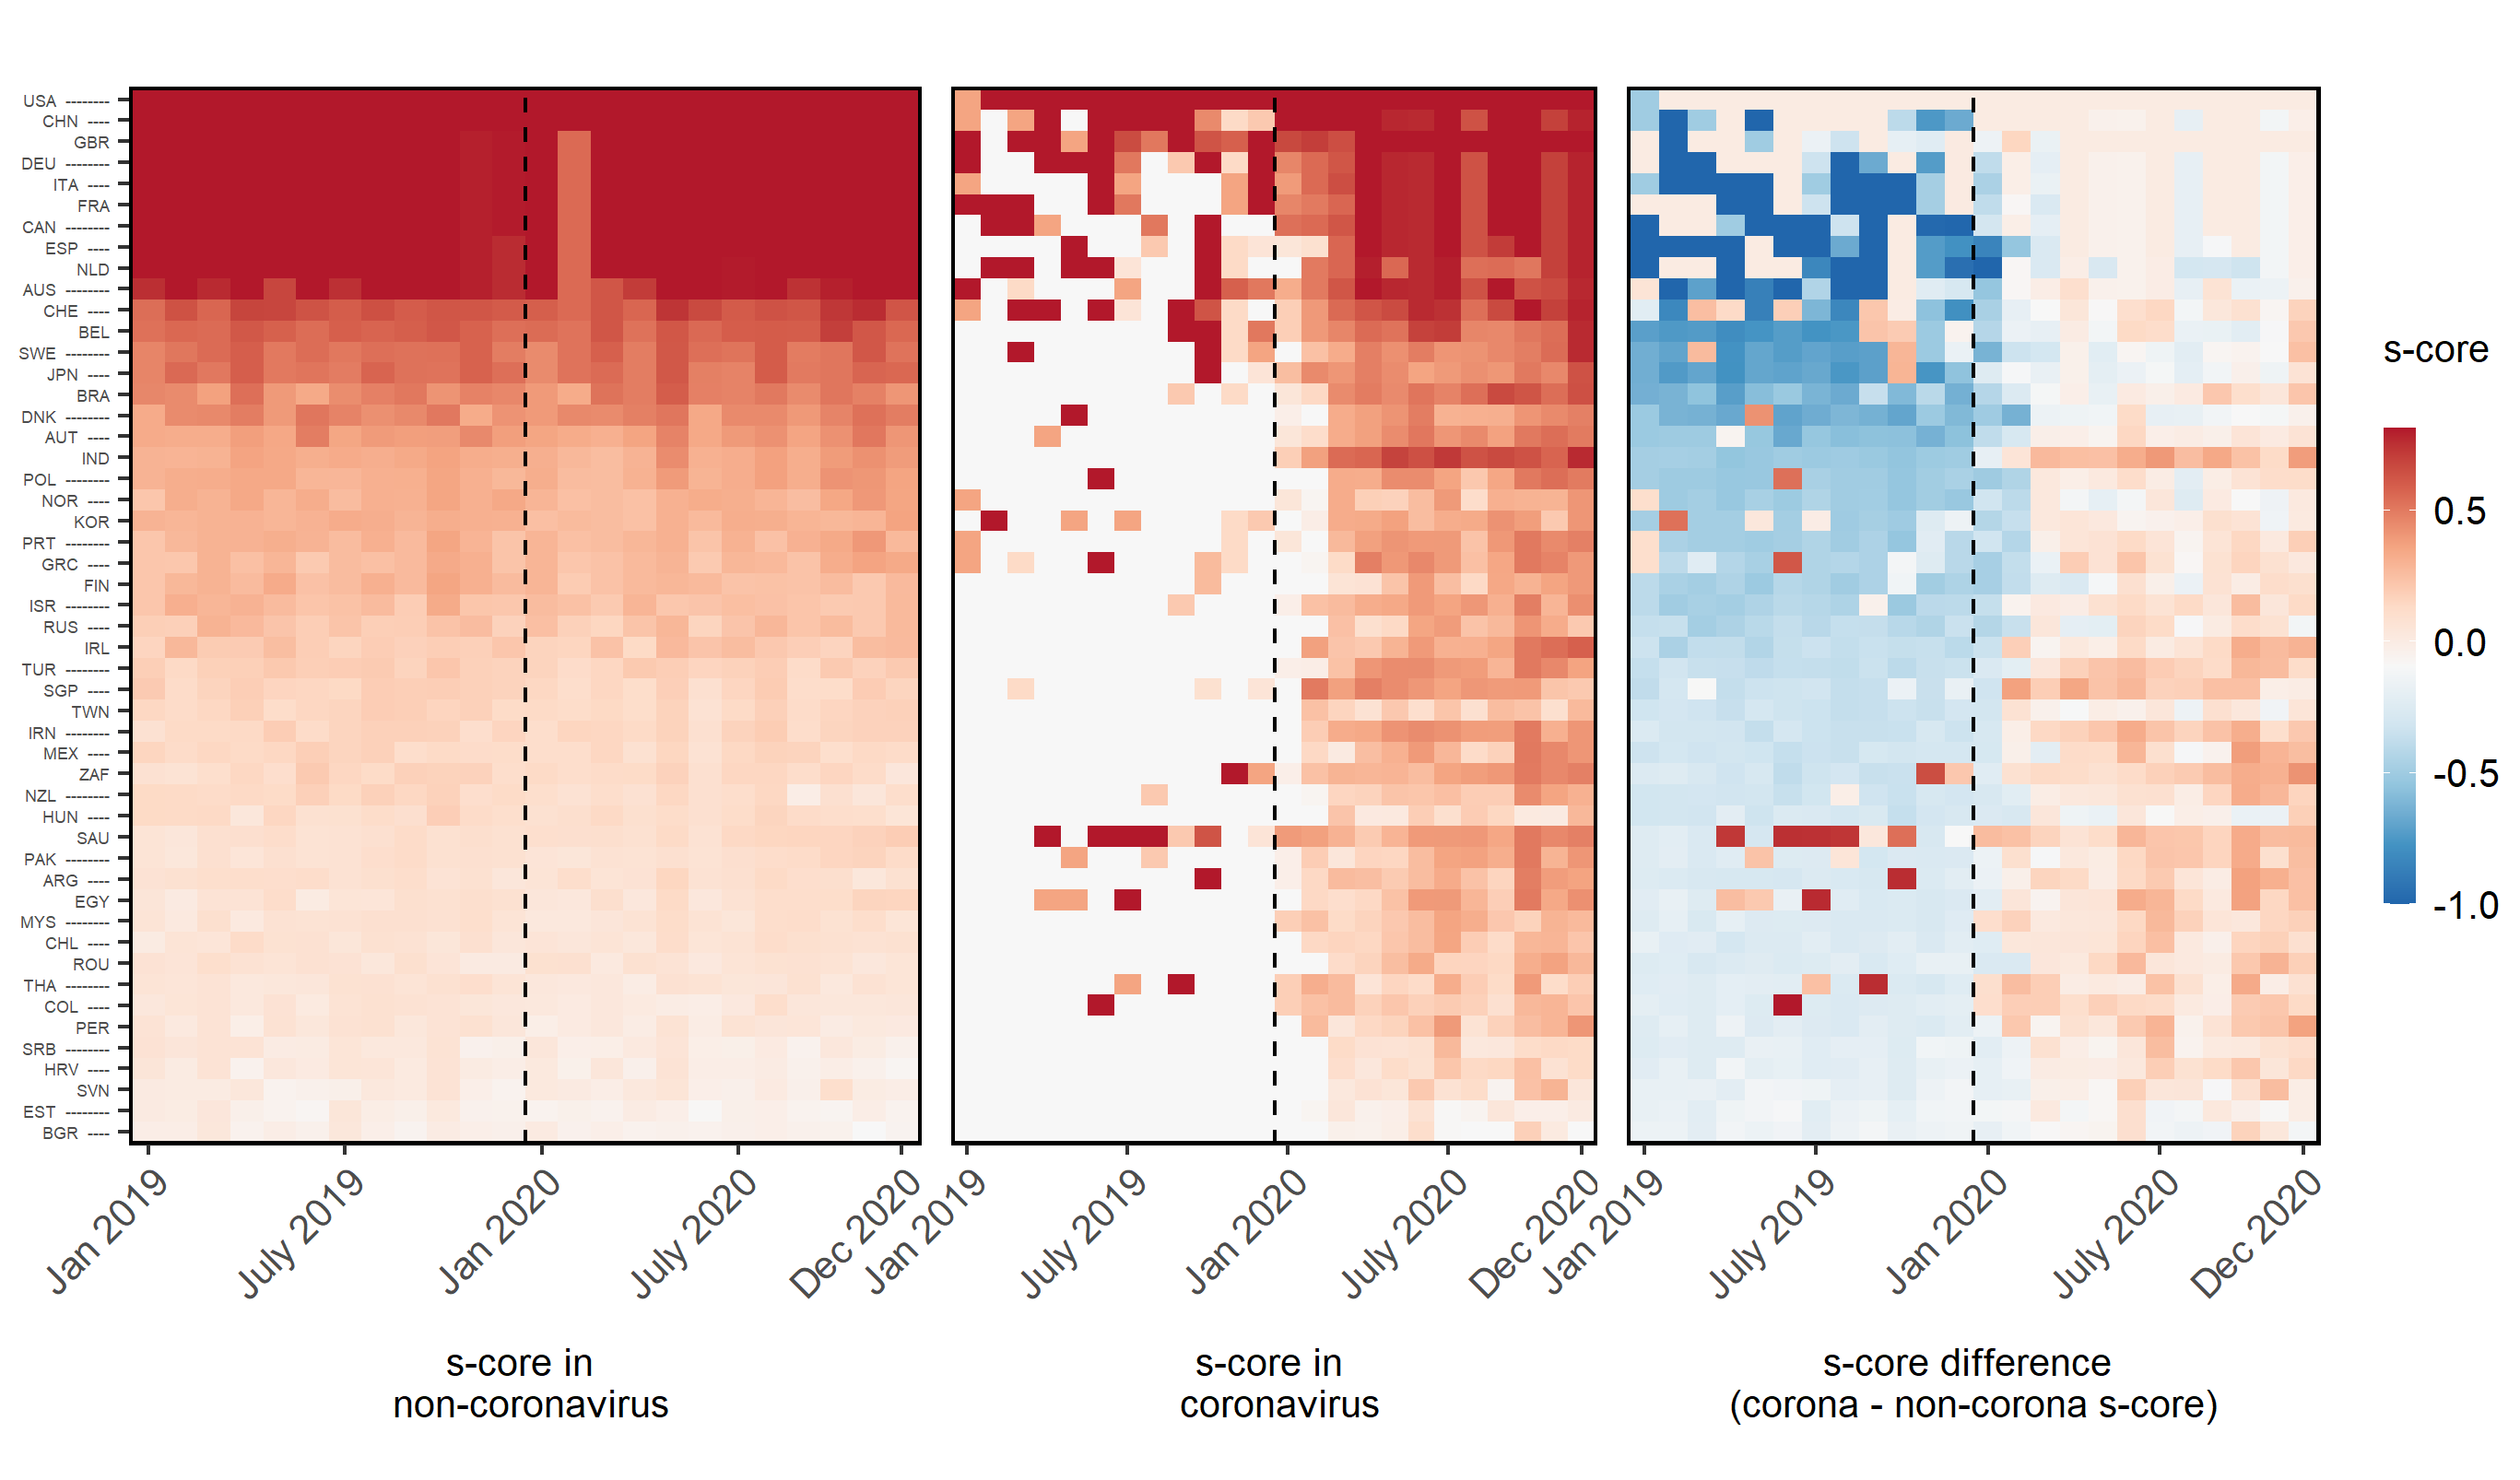 USA --------
CHN ----
GBR
DEU --------
ITA ----
FRA
CAN --------
ESP ----
NLD
AUS --------
CHE ----
BEL
SWE --------
JPN ----
BRA
DNK --------
AUT ----
IND
POL --------
NOR ----
KOR
PRT --------
GRC ----
FIN
ISR --------
RUS ----
IRL
TUR --------
SGP ----
TWN
IRN --------
MEX ----
ZAF
NZL --------
HUN ----
SAU
PAK --------
ARG ----
EGY
MYS --------
CHL ----
ROU
THA --------
COL ----
PER
SRB --------
HRV ----
SVN
EST --------
BGR ----
Jan 2019
July 2019
Jan 2020
July 2020
Dec 2020
s-core in
non-coronavirus
Jan 2019
July 2019
Jan 2020
July 2020
Dec 2020
s-core in
coronavirus
Jan 2019
July 2019
Jan 2020
July 2020
Dec 2020
s-core difference
(corona - non-corona s-core)
s-core
0.5
0.0
-0.5
-1.0